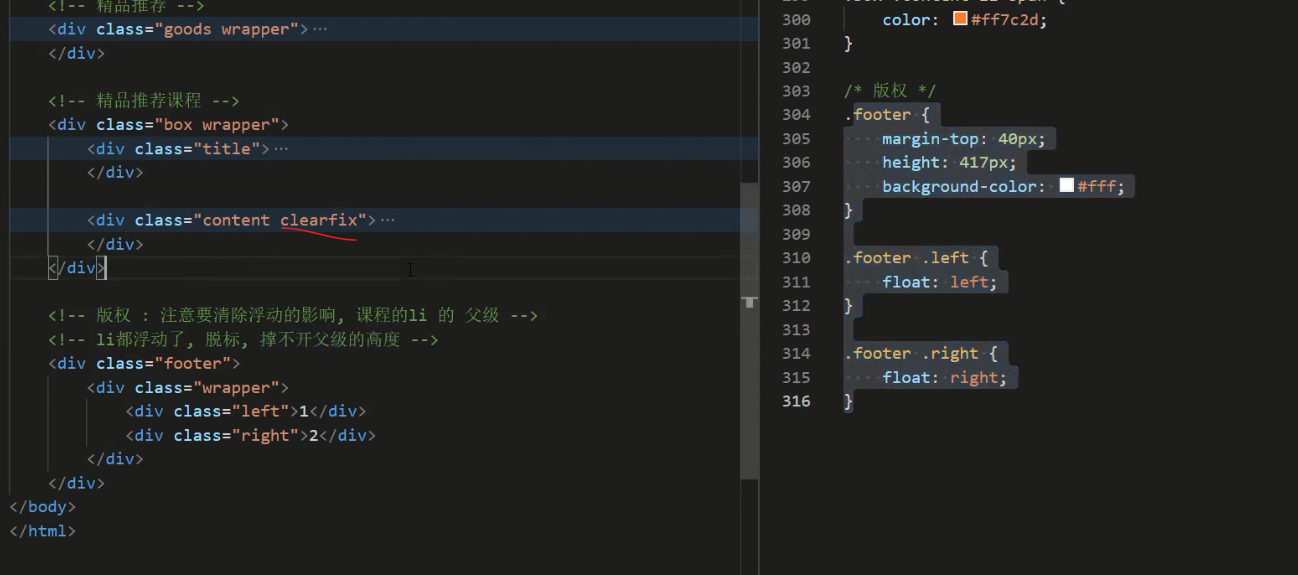 <!-- 精品推荐 -->
<div class="goods wrapper">…
</div>
<!-- 精品推荐课程 -->
<div class="box wrapper">
<div class="title">…
</div>
<div class="content clearfix">…
</div>
</div>
<!-- 版权 : 注意要清除浮动的影响, 课程的li 的 父级 -->
<!-- li都浮动了, 脱标, 撑不开父级的高度 -->
<div class="footer">
<div class="wrapper">
<div class="left">1</div>
<div class="right">2</div>
</div>
</div>
</body>
</html>
300 color: #ff7c2d;
301 }
302
303 /* 版权 */
304 .footer {
305 margin-top: 40px;
306 height: 417px;
307 background-color: #fff;
308 }
309
310 .footer .left {
311 float: left;
312 }
313
314 .footer .right {
315 float: right;
316 }